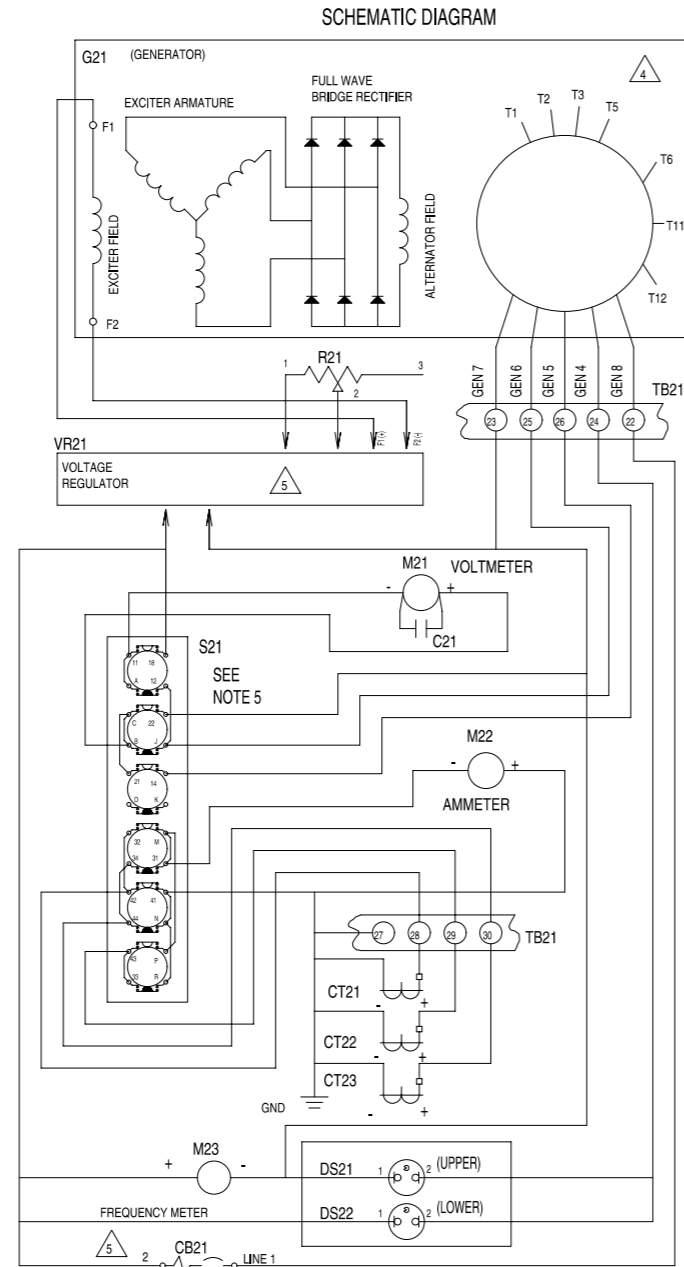 SCHEMATIC DIAGRAM
G21 (GENERATOR)
4
FULL WAVE
BRIDGE RECTIFIER
EXCITER ARMATURE
F1
EXCITER FIELD
F2
ALTERNATOR FIELD
T1
T2
T3
T5
T6
T11
T12
GEN 7
GEN 6
GEN 5
GEN 4
GEN 8
TB21
23 25 26 24 22
1 R21 3
2
F1 (+)
F2 (-)
VR21
VOLTAGE
REGULATOR
5
M21 VOLTMETER
- +
C21
S21
SEE
NOTE 5
11 18
A 12
C 22
B J
21 14
D K
32 M
34 31
42 41
44 N
43 P
33 R
M22
- +
AMMETER
27 28 29 30 TB21
CT21
- +
CT22
- +
CT23
- +
GND
M23
+ -
DS21 1 2 (UPPER)
FREQUENCY METER
DS22 1 2 (LOWER)
5
2 CB21 LINE 1